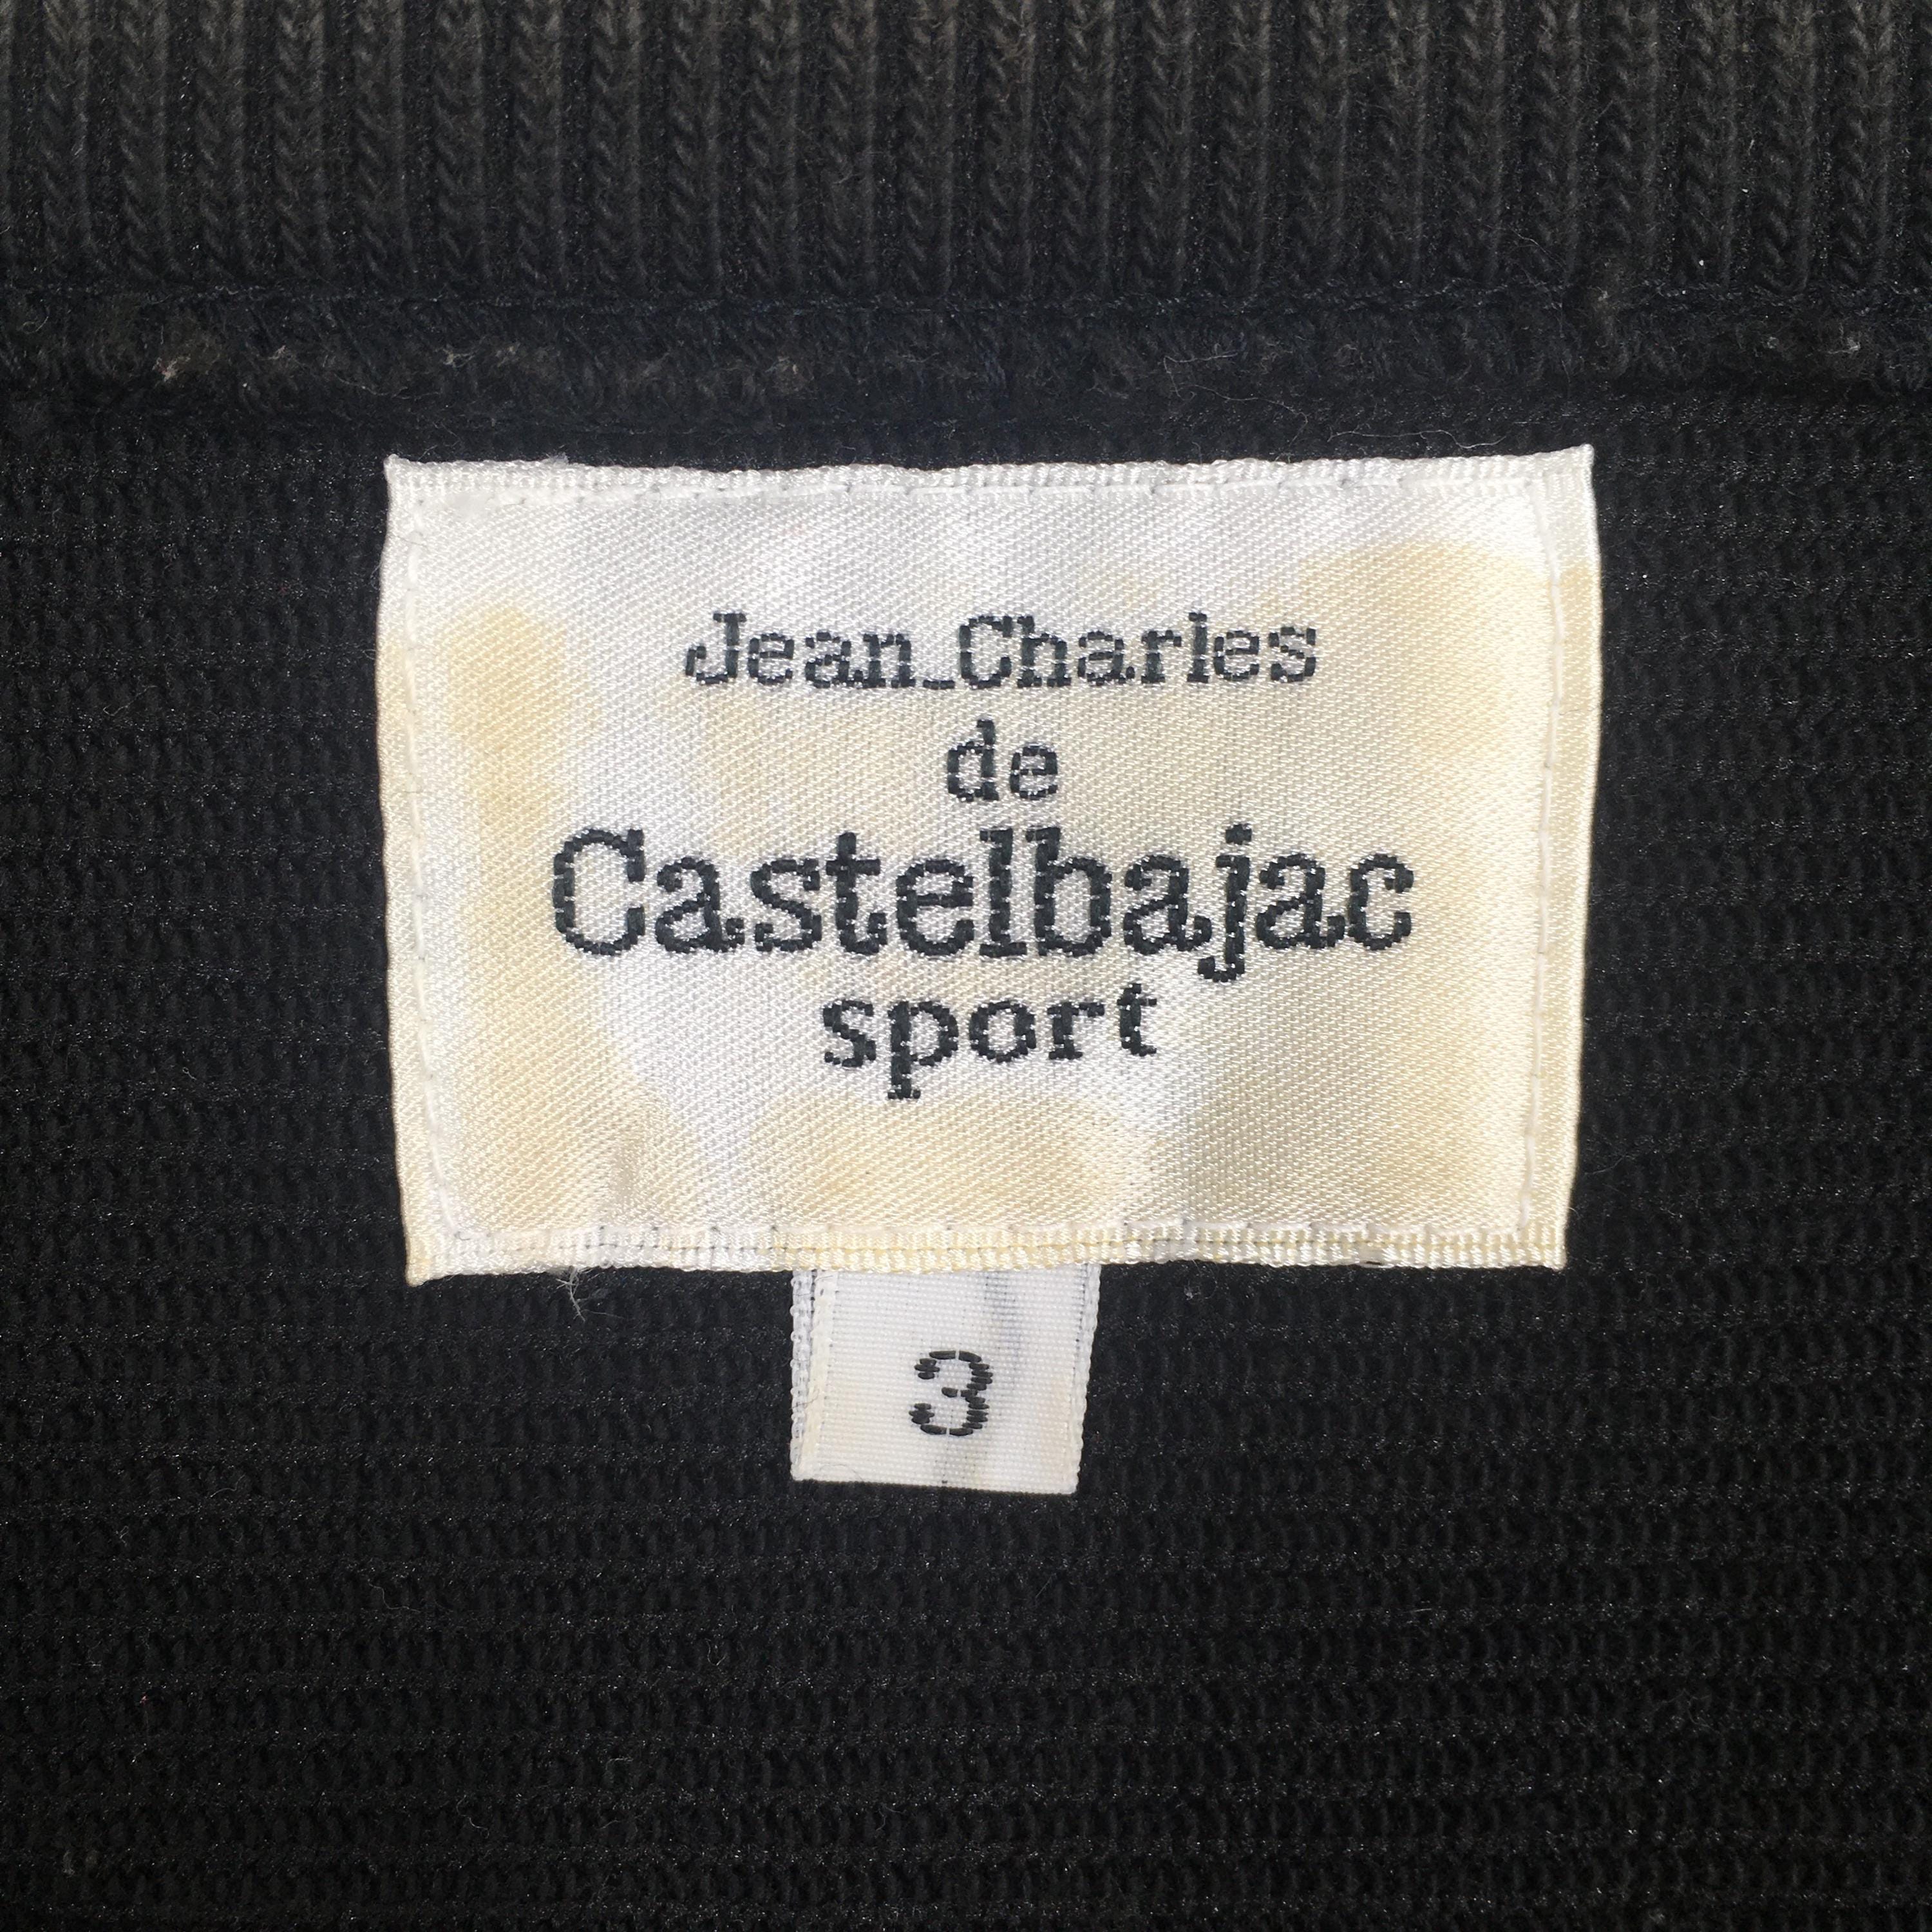 Jean_Charles
de
Castelbajac
sport
3